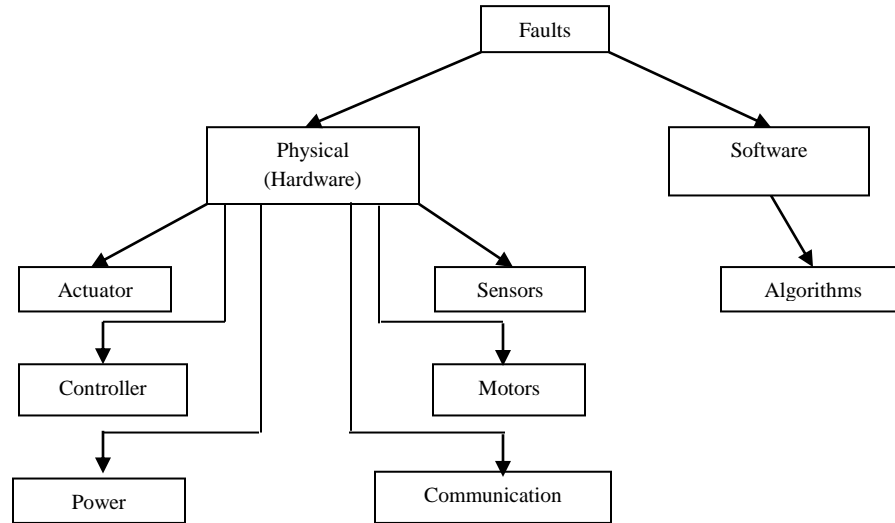 Faults
Physical
(Hardware)
Software
Actuator
Sensors
Algorithms
Controller
Motors
Power
Communication